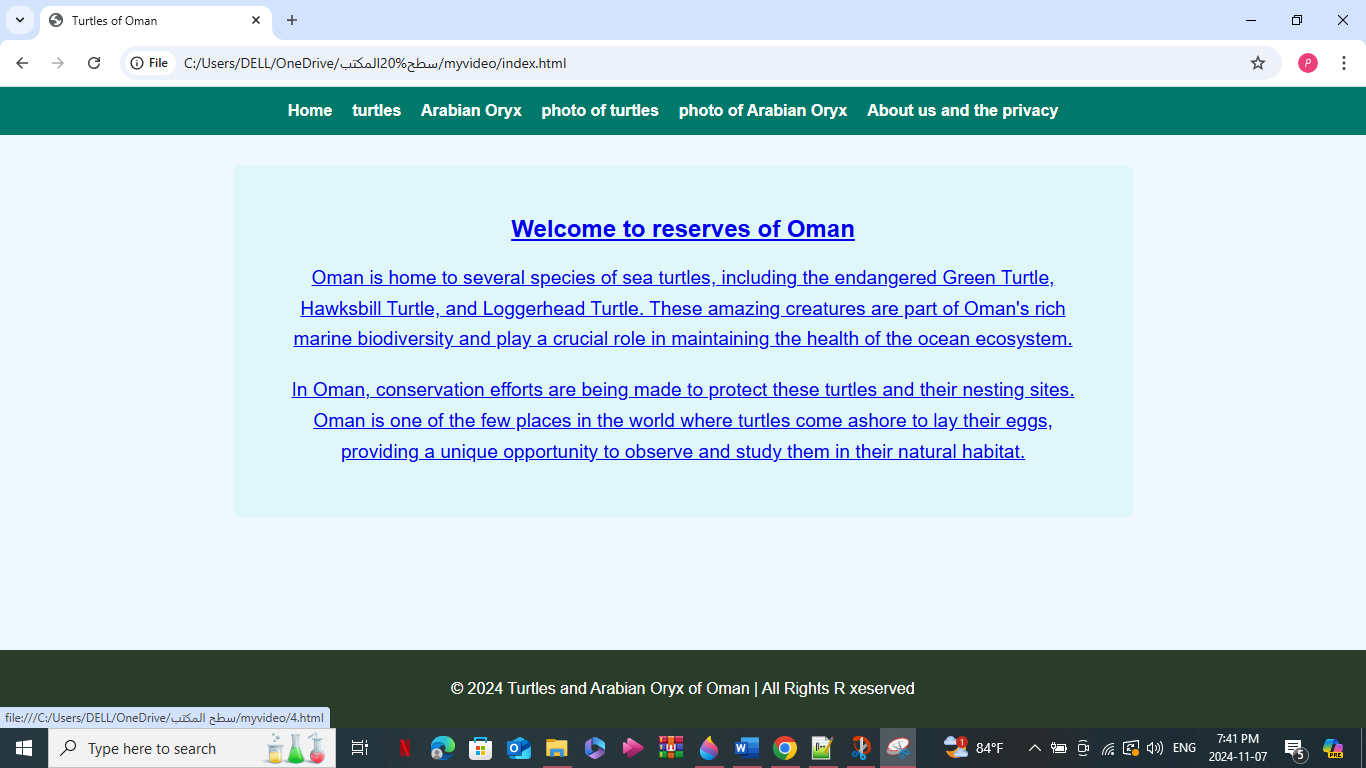 Turtles of Oman
File C:/Users/DELL/OneDrive/سطح%20المكتب/myvideo/index.html
Home turtles Arabian Oryx photo of turtles photo of Arabian Oryx About us and the privacy
Welcome to reserves of Oman
Oman is home to several species of sea turtles, including the endangered Green Turtle,
Hawksbill Turtle, and Loggerhead Turtle. These amazing creatures are part of Oman's rich
marine biodiversity and play a crucial role in maintaining the health of the ocean ecosystem.
In Oman, conservation efforts are being made to protect these turtles and their nesting sites.
Oman is one of the few places in the world where turtles come ashore to lay their eggs,
providing a unique opportunity to observe and study them in their natural habitat.
© 2024 Turtles and Arabian Oryx of Oman | All Rights R xeserved
file:///C:/Users/DELL/OneDrive/سطح المكتب/myvideo/4.html
Type here to search 84°F ENG 7:41 PM
2024-11-07 5